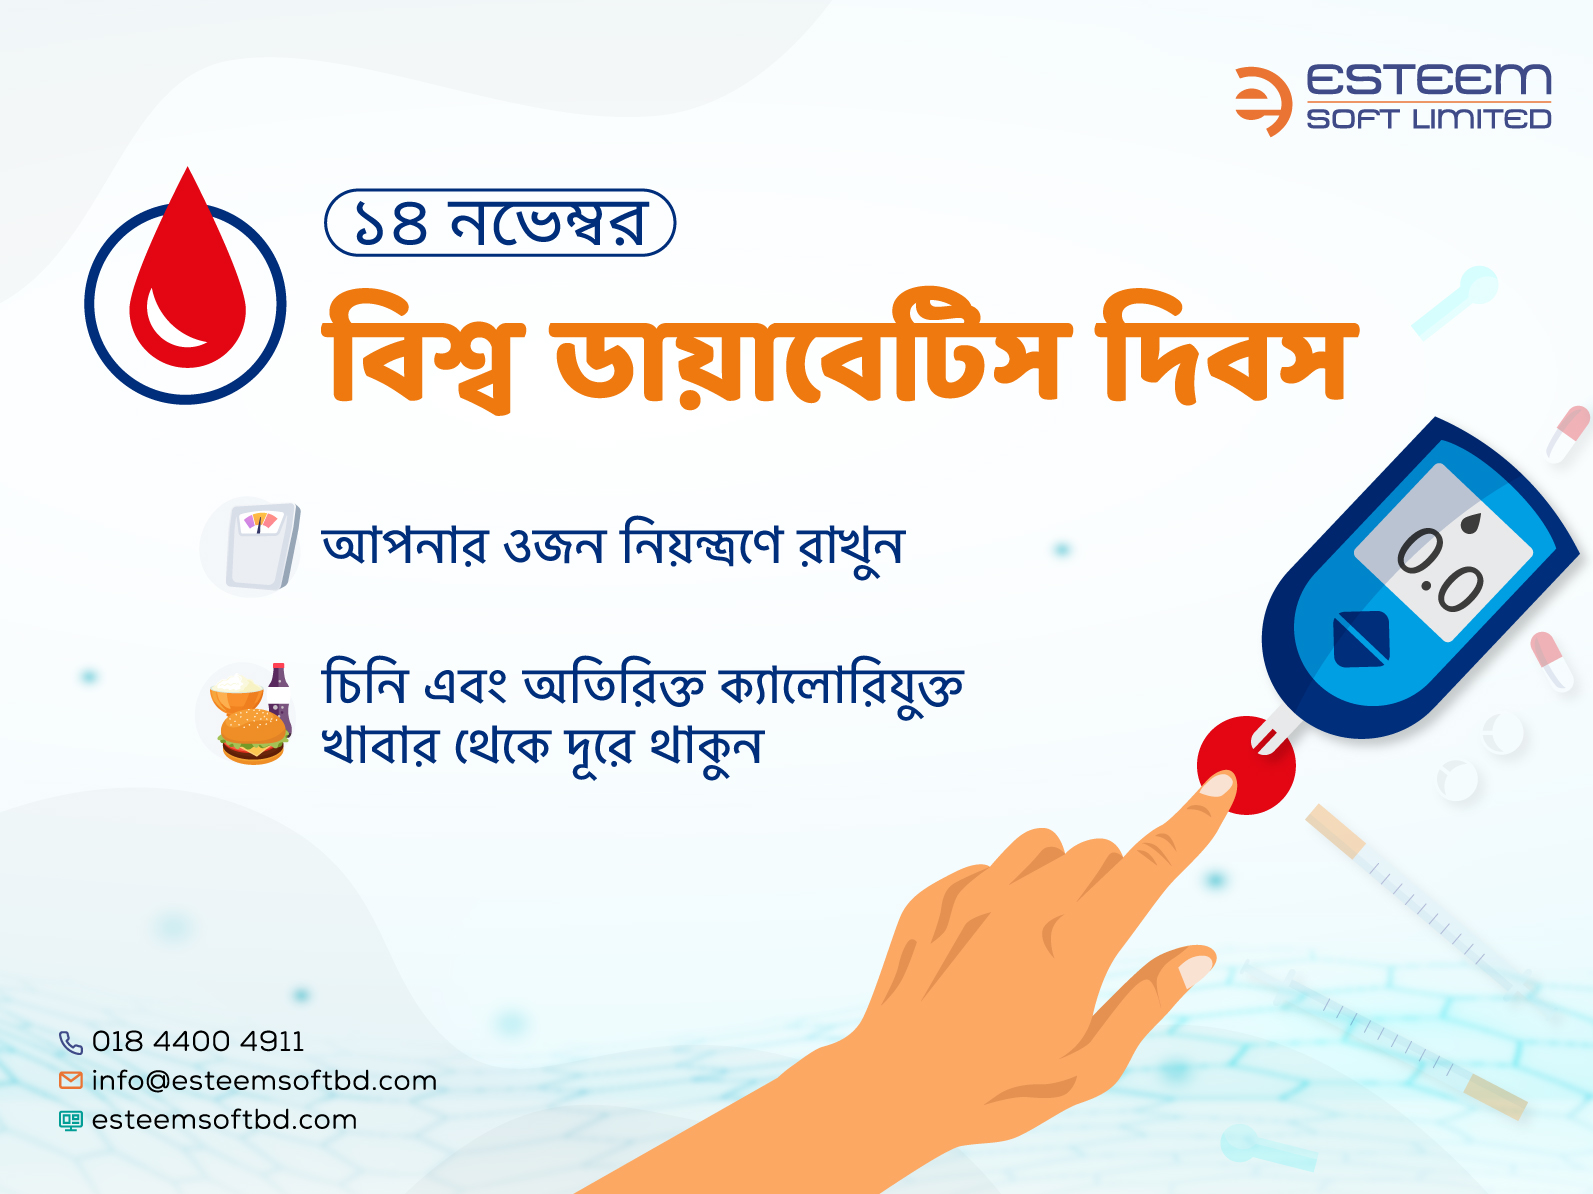 ESTEEM
SOFT LIMITED
১৪ নভেম্বর
বিশ্ব ডায়াবেটিস দিবস
আপনার ওজন নিয়ন্ত্রণে রাখুন
চিনি এবং অতিরিক্ত ক্যালোরিযুক্ত
খাবার থেকে দূরে থাকুন
0.0
018 4400 4911
info@esteemsoftbd.com
esteemsoftbd.com